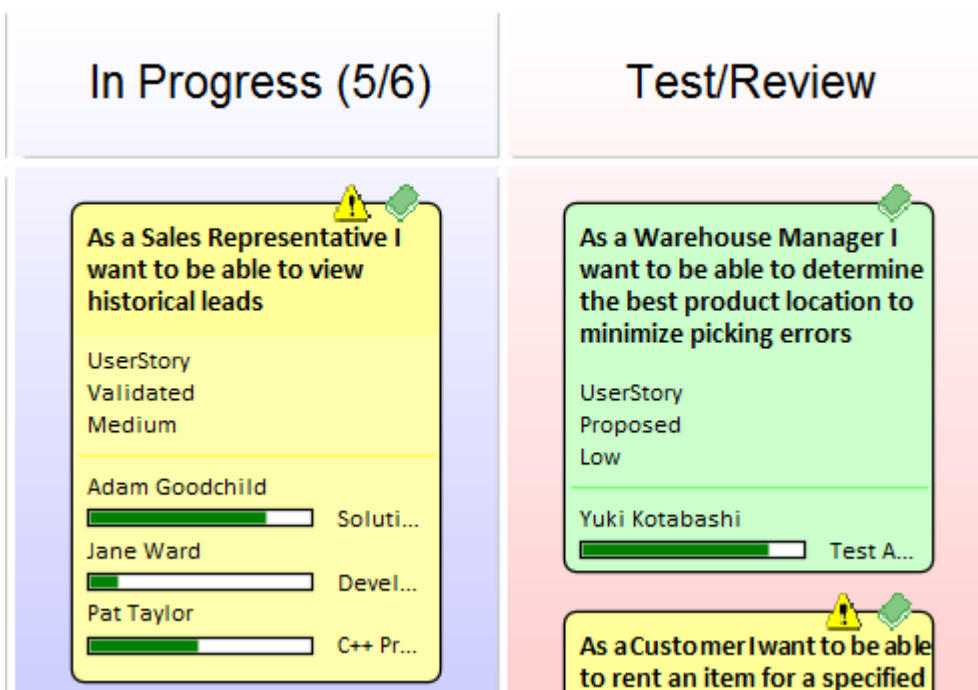 In Progress (5/6)
Test/Review
As a Sales Representative I
want to be able to view
historical leads
UserStory
Validated
Medium
Adam Goodchild
Soluti...
Jane Ward
Devel...
Pat Taylor
C++ Pr...
As a Warehouse Manager I
want to be able to determine
the best product location to
minimize picking errors
UserStory
Proposed
Low
Yuki Kotabashi
Test A...
As a Customer I want to be able
to rent an item for a specified